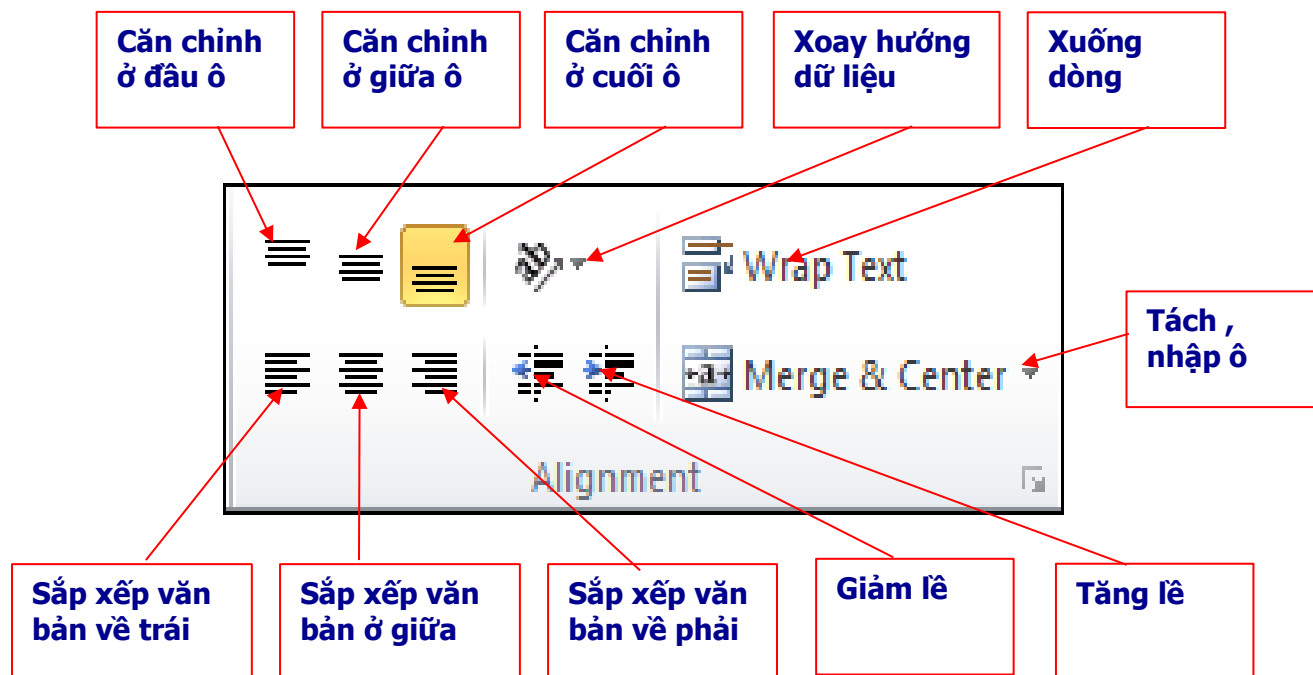 Căn chỉnh
ở đầu ô
Căn chỉnh
ở giữa ô
Căn chỉnh
ở cuối ô
Xoay hướng
dữ liệu
Xuống
dòng
ab
Wrap Text
Tách ,
nhập ô
a
Merge & Center
Alignment
Sắp xếp văn
bản về trái
Sắp xếp văn
bản ở giữa
Sắp xếp văn
bản về phải
Giảm lề
Tăng lề